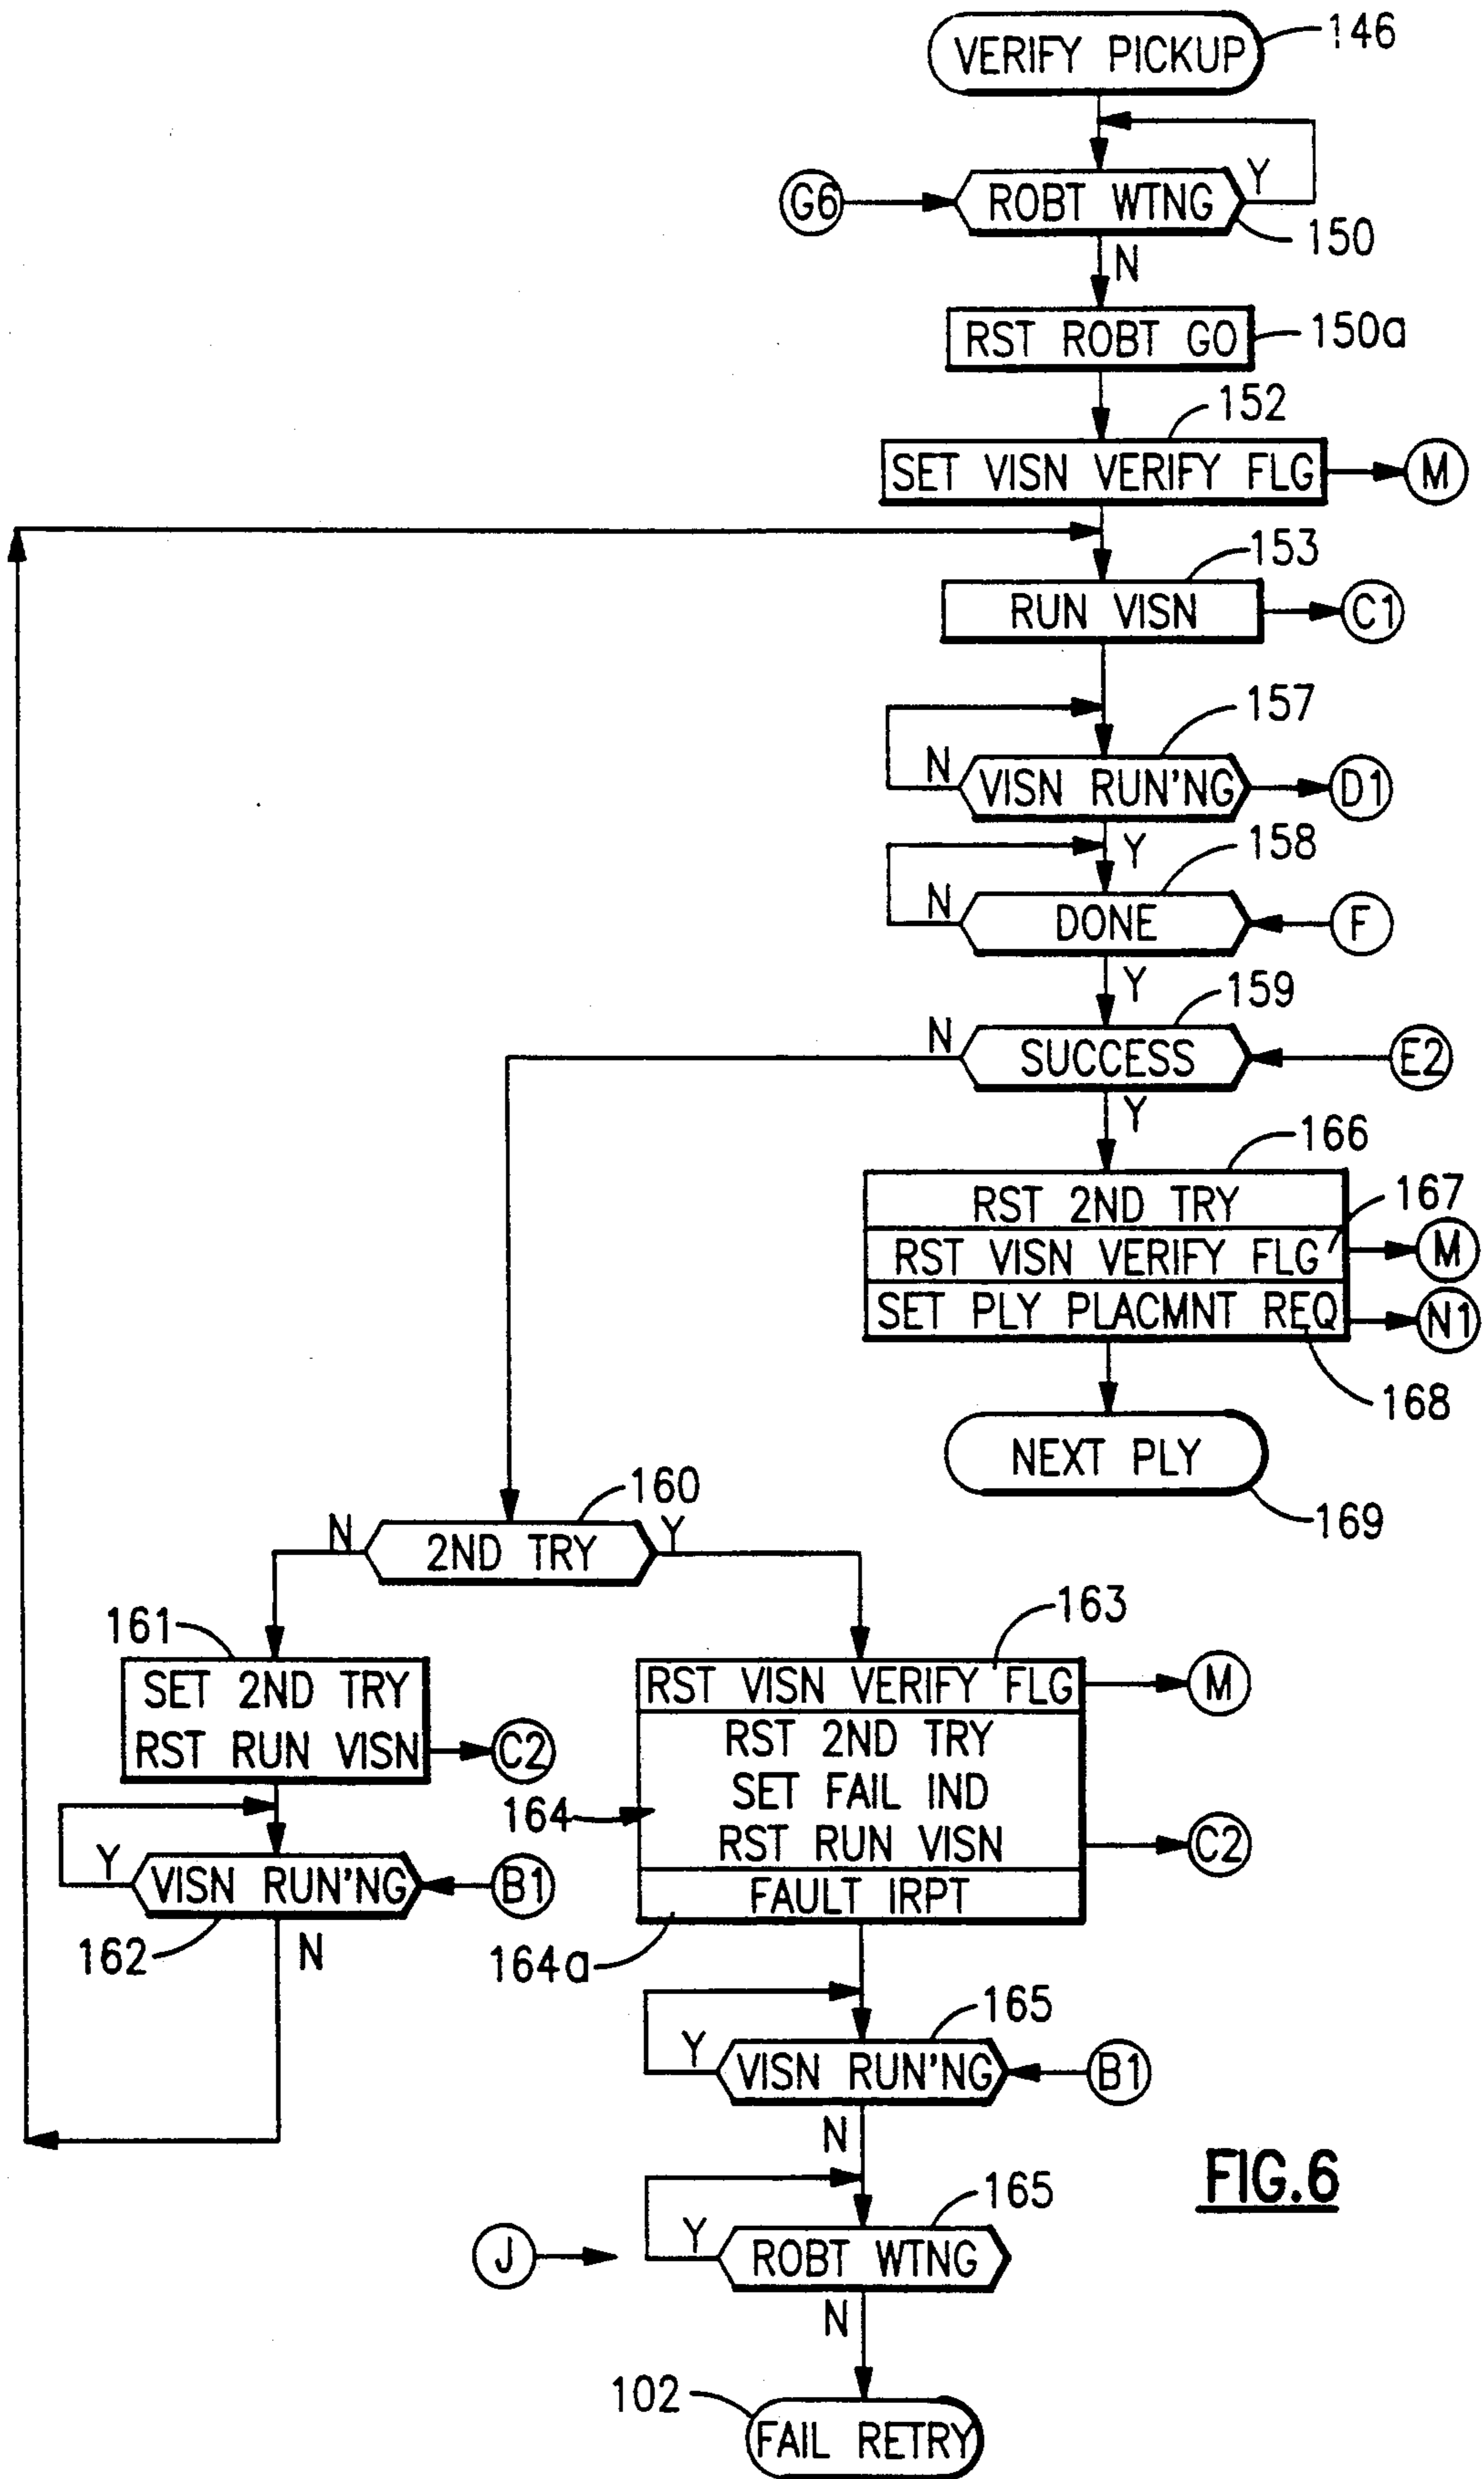 VERIFY PICKUP
146
G6
ROBT WTNG
Y
150
N
RST ROBT GO
150a
152
SET VISN VERIFY FLG
M
153
RUN VISN
C1
157
N
VISN RUN'NG
D1
Y
158
N
DONE
F
Y
159
N
SUCCESS
E2
Y
166
RST 2ND TRY
167
RST VISN VERIFY FLG
M
SET PLY PLACMNT REQ
N1
168
NEXT PLY
169
160
N
2ND TRY
Y
161
SET 2ND TRY
RST RUN VISN
C2
Y
VISN RUN'NG
B1
162
N
163
RST VISN VERIFY FLG
M
RST 2ND TRY
SET FAIL IND
164
RST RUN VISN
C2
FAULT IRPT
164a
165
Y
VISN RUN'NG
B1
N
165
J
Y
ROBT WTNG
N
102
FAIL RETRY
FIG.6